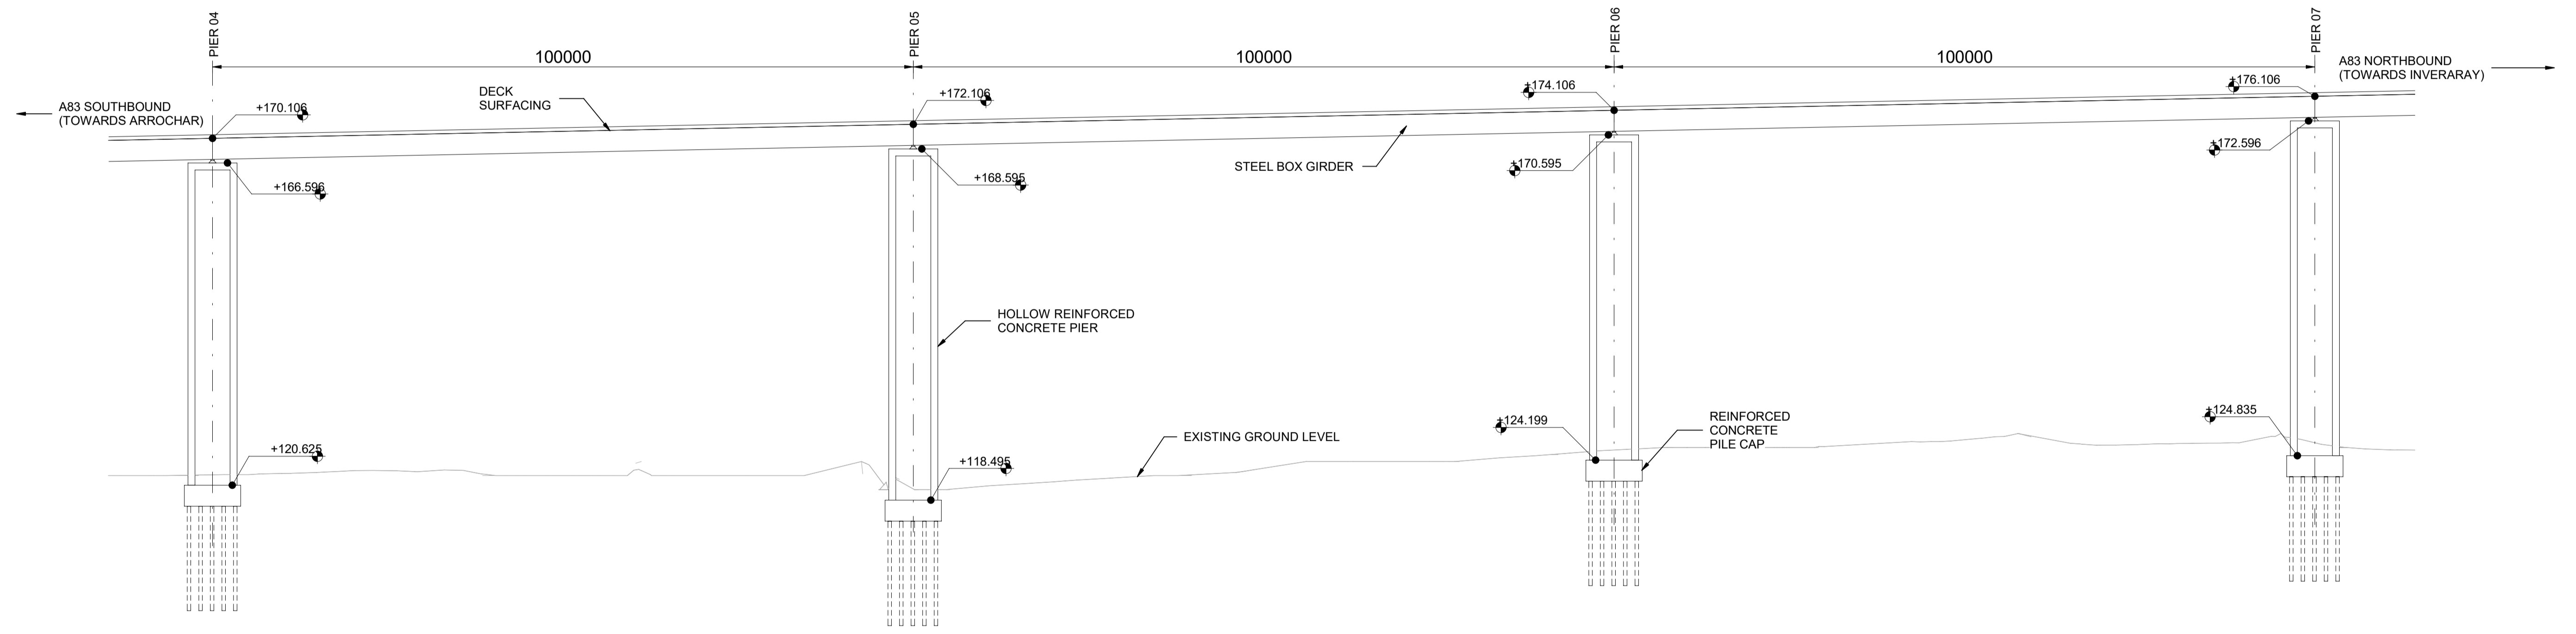 PIER 04
PIER 05
PIER 06
PIER 07
100000
100000
100000
A83 SOUTHBOUND
(TOWARDS ARROCHAR)
A83 NORTHBOUND
(TOWARDS INVERARAY)
+170.106
DECK
SURFACING
+172.106
+174.106
+176.106
+166.596
+168.595
STEEL BOX GIRDER
+170.595
+172.596
HOLLOW REINFORCED
CONCRETE PIER
+120.625
+118.495
EXISTING GROUND LEVEL
+124.199
REINFORCED
CONCRETE
PILE CAP
+124.835